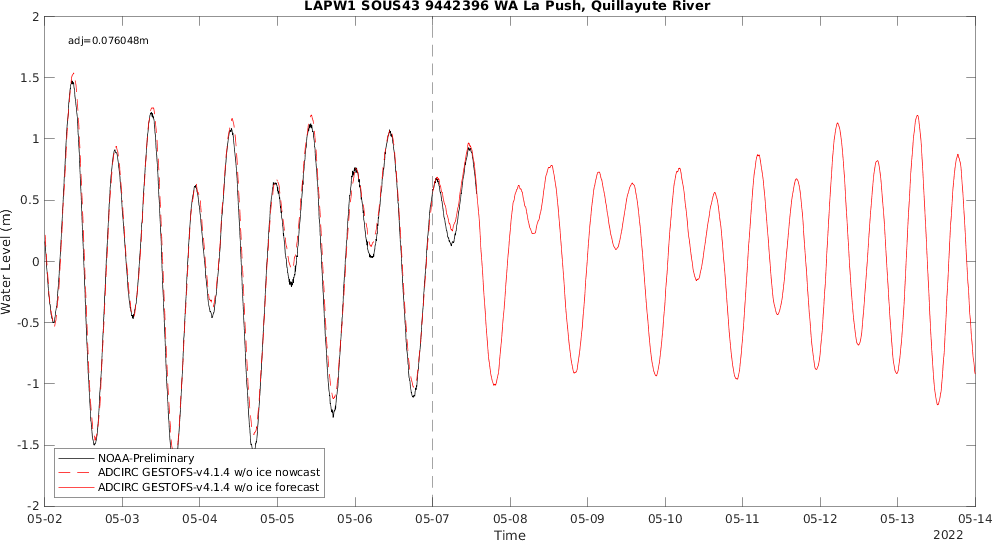 LAPW1 SOUS43 9442396 WA La Push, Quillayute River
adj=0.076048m
2
1.5
1
0.5
0
-0.5
-1
-1.5
-2
Water Level (m)
NOAA-Preliminary
ADCIRC GESTOFS-v4.1.4 w/o ice nowcast
ADCIRC GESTOFS-v4.1.4 w/o ice forecast
05-02 05-03 05-04 05-05 05-06 05-07 05-08 05-09 05-10 05-11 05-12 05-13 05-14
Time
2022